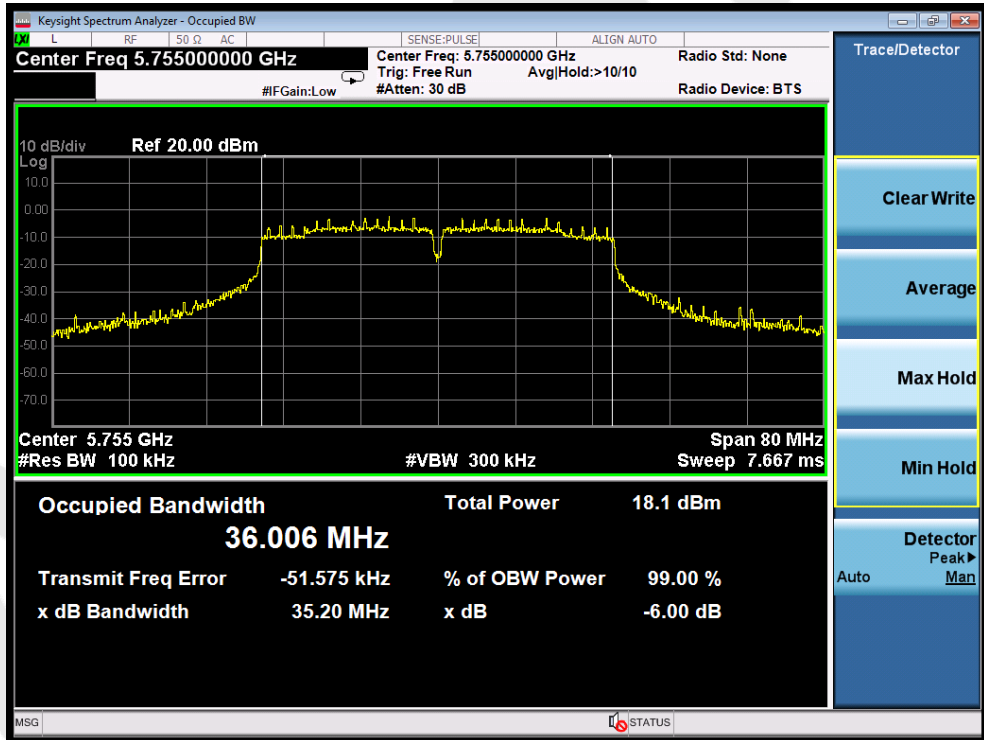 Keysight Spectrum Analyzer - Occupied BW
LXI L RF 50 Ω AC SENSE:PULSE ALIGN AUTO
Center Freq 5.755000000 GHz
Center Freq: 5.755000000 GHz Radio Std: None
Trig: Free Run Avg|Hold:>10/10
#IFGain:Low #Atten: 30 dB Radio Device: BTS
10 dB/div Ref 20.00 dBm
Log
10.0
0.00
-10.0
-20.0
-30.0
-40.0
-50.0
-60.0
-70.0
Center 5.755 GHz Span 80 MHz
#Res BW 100 kHz #VBW 300 kHz Sweep 7.667 ms
Occupied Bandwidth Total Power 18.1 dBm
36.006 MHz
Transmit Freq Error -51.575 kHz % of OBW Power 99.00 %
x dB Bandwidth 35.20 MHz x dB -6.00 dB
MSG STATUS
Trace/Detector
Clear Write
Average
Max Hold
Min Hold
Detector
Peak▶
Auto Man